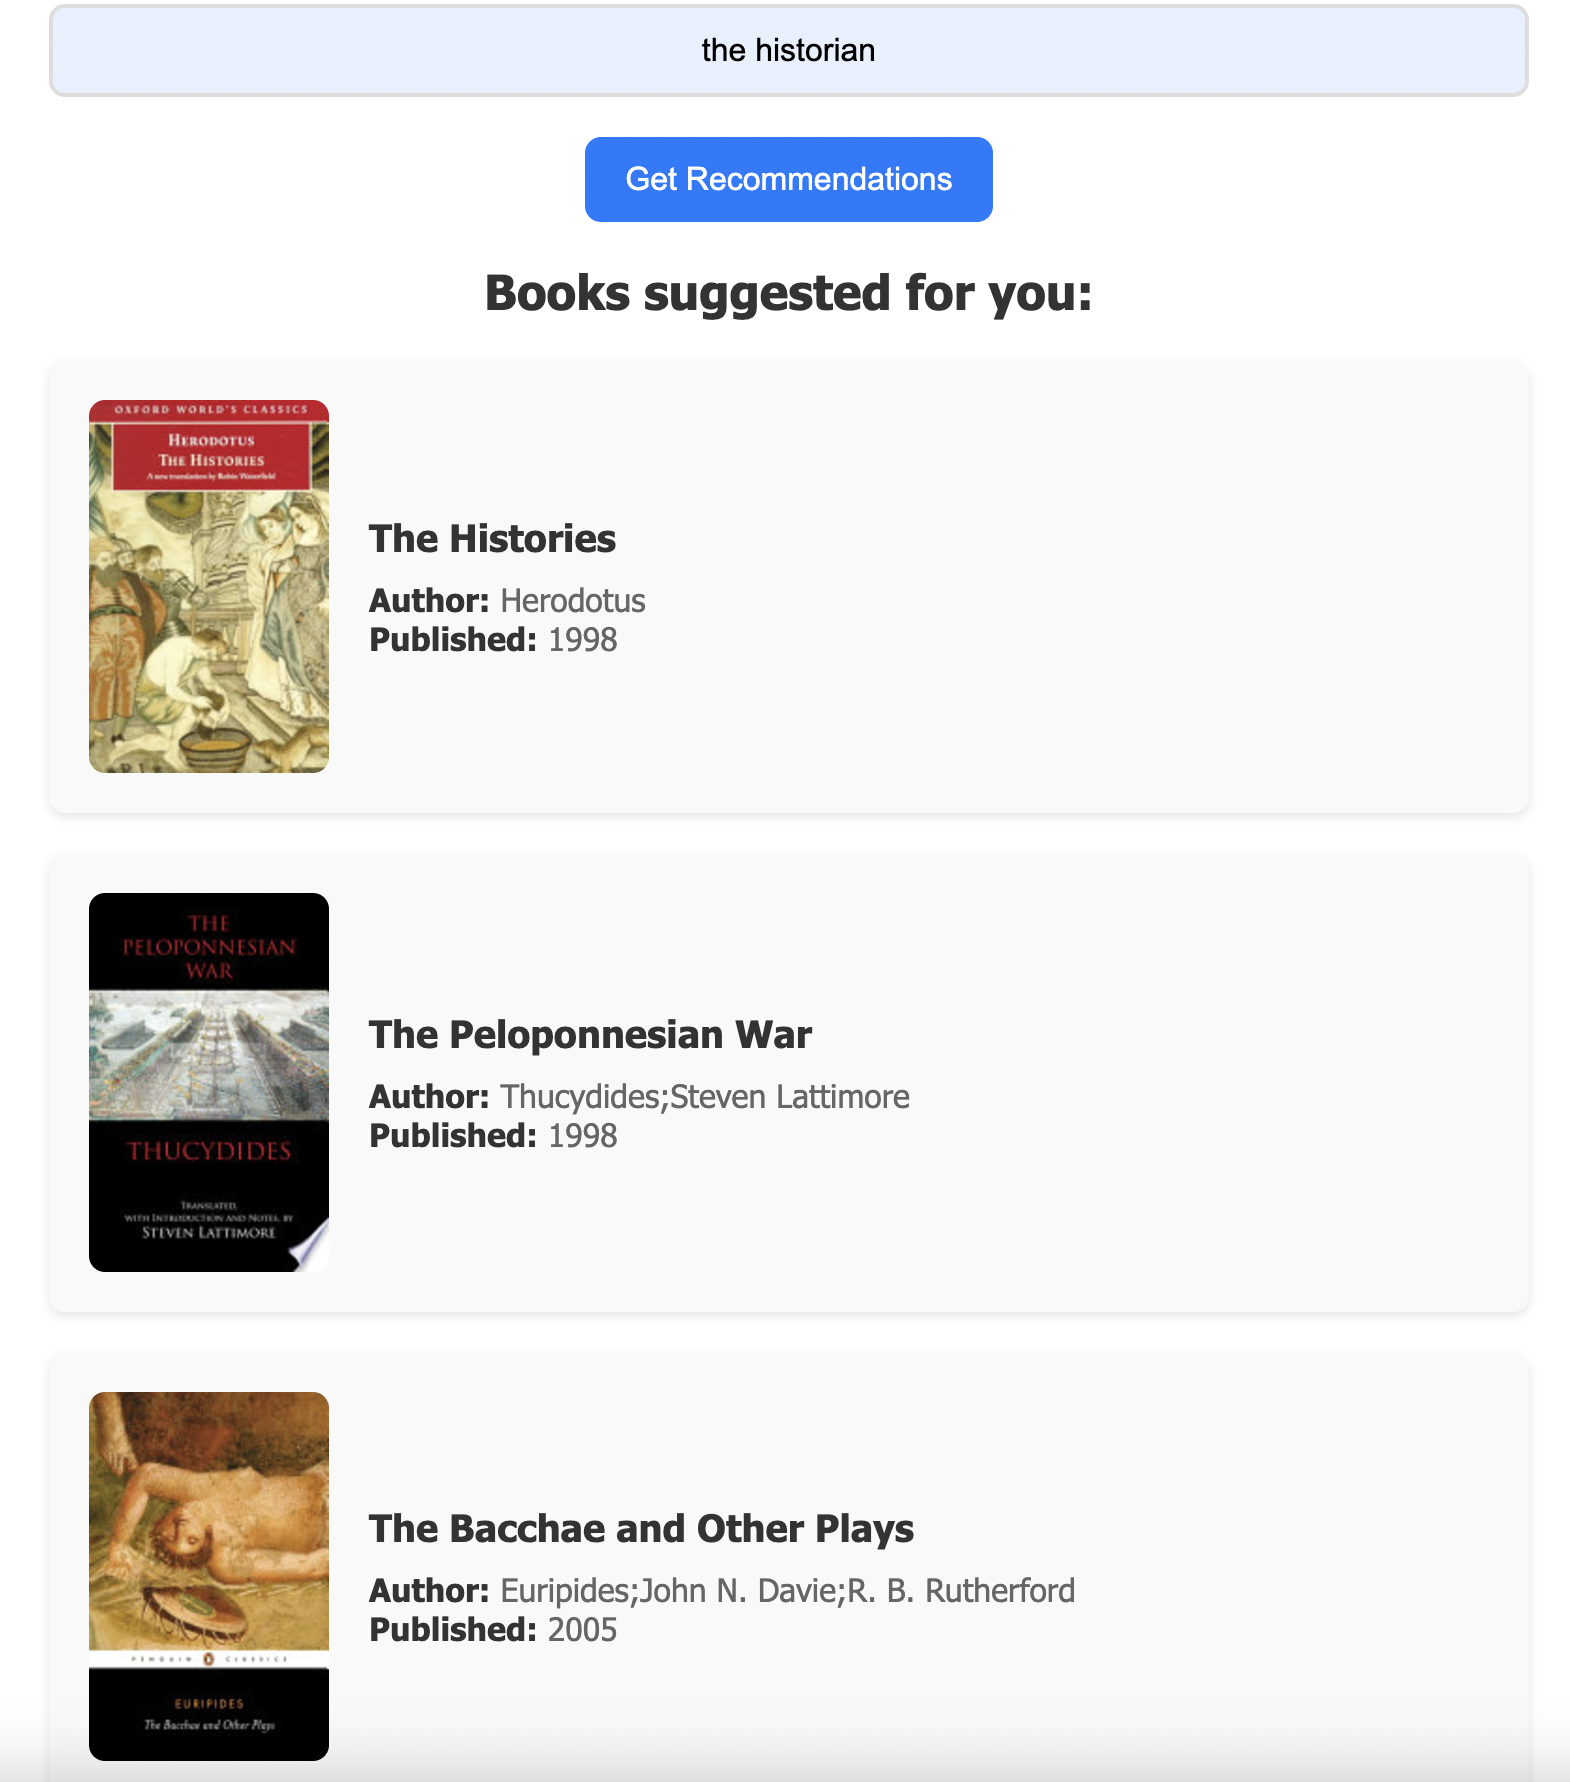 the historian
Get Recommendations
Books suggested for you:
OXFORD WORLD'S CLASSICS
HERODOTUS
THE HISTORIES
A new translation by Robin Waterfield
The Histories
Author: Herodotus
Published: 1998
THE
PELOPONNESIAN
WAR
THUCYDIDES
TRANSLATED,
WITH INTRODUCTION AND NOTES, BY
STEVEN LATTIMORE
The Peloponnesian War
Author: Thucydides;Steven Lattimore
Published: 1998
PENGUIN CLASSICS
EURIPIDES
The Bacchae and Other Plays
The Bacchae and Other Plays
Author: Euripides;John N. Davie;R. B. Rutherford
Published: 2005